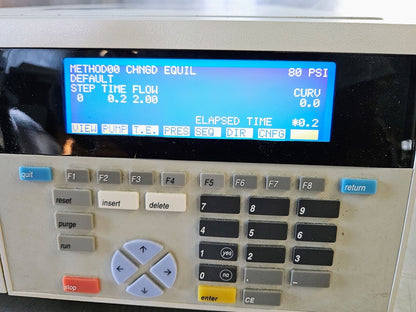 METHOD00 CHNGD EQUIL 80 PSI
DEFAULT
STEP TIME FLOW CURV
0 0.2 2.00 0.0
ELAPSED TIME *0.2
VIEW PUMP T.E. PRES SEQ DIR CNFG
quit F1 F2 F3 F4 F5 F6 F7 F8 return
reset insert delete 7 8 9
purge 4 5 6
run 1 (yes) 2 3
0 (no) . -
stop enter CE